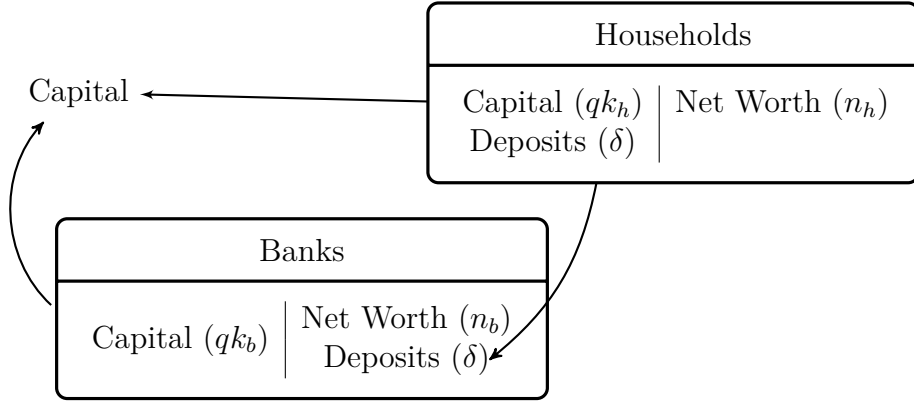 Households
Capital
Capital (qk_h) Net Worth (n_h)
Deposits (δ)
Banks
Capital (qk_b) Net Worth (n_b)
Deposits (δ)